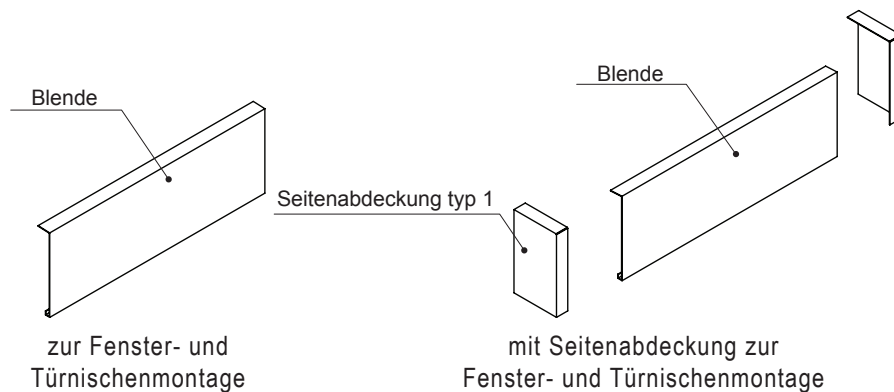 Blende
zur Fenster- und
Türnischenmontage
Blende
Seitenabdeckung typ 1
mit Seitenabdeckung zur
Fenster- und Türnischenmontage